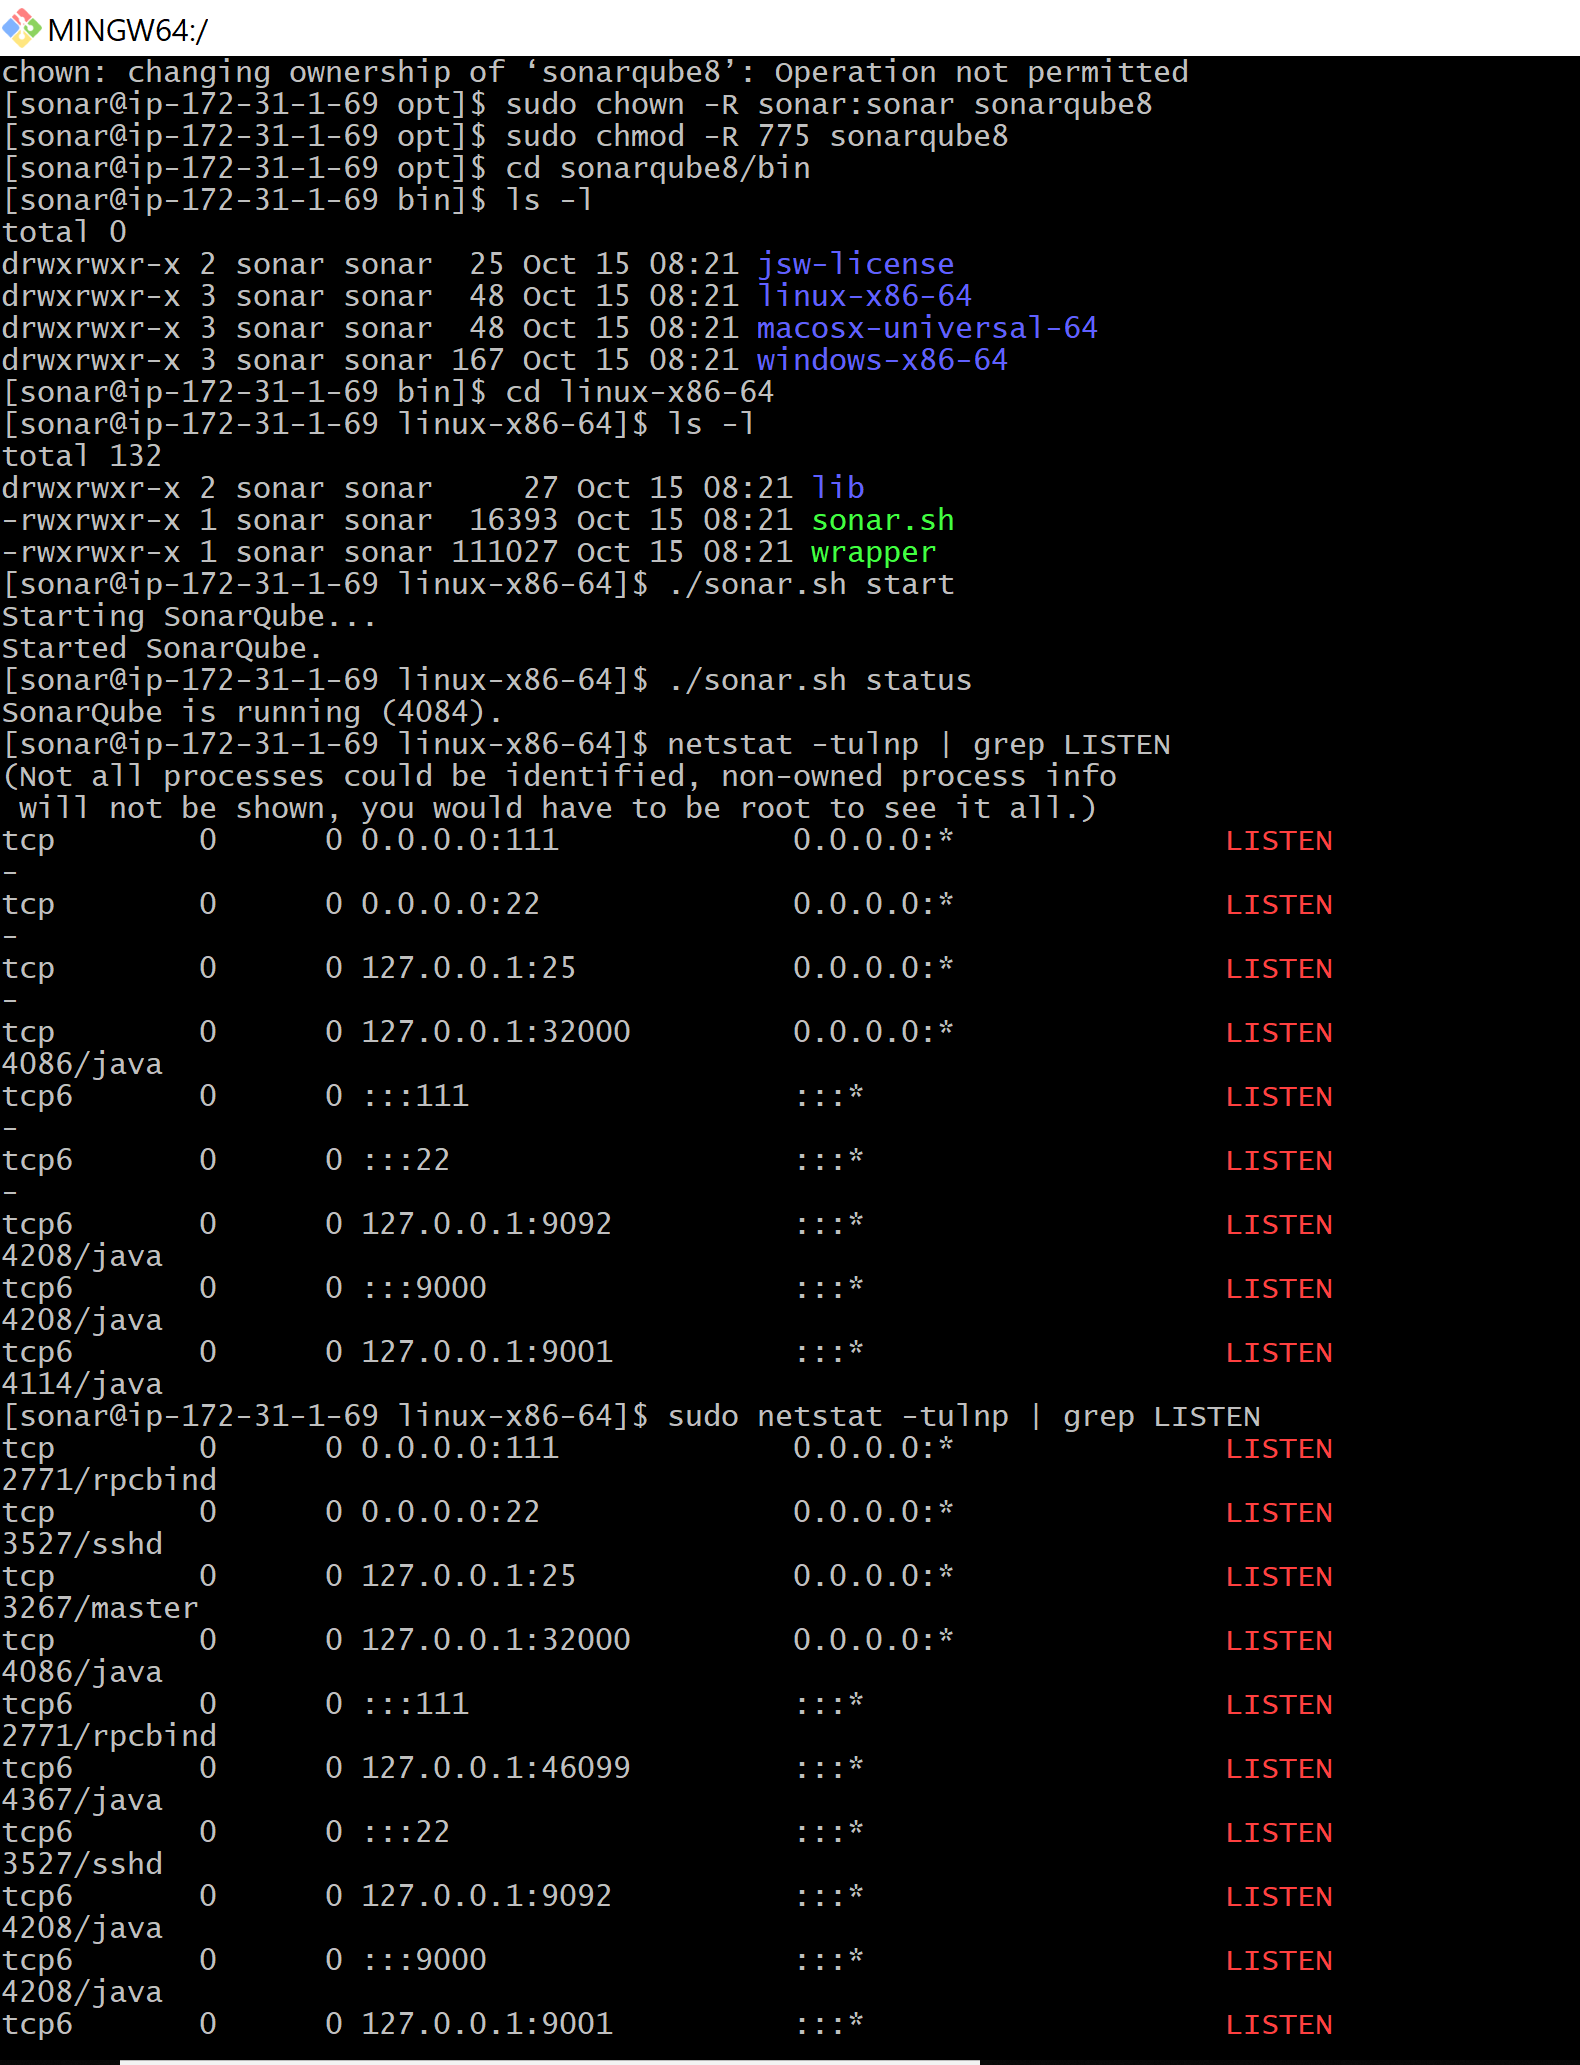 MINGW64:/
chown: changing ownership of ‘sonarqube8’: Operation not permitted
[sonar@ip-172-31-1-69 opt]$ sudo chown -R sonar:sonar sonarqube8
[sonar@ip-172-31-1-69 opt]$ sudo chmod -R 775 sonarqube8
[sonar@ip-172-31-1-69 opt]$ cd sonarqube8/bin
[sonar@ip-172-31-1-69 bin]$ ls -l
total 0
drwxrwxr-x 2 sonar sonar  25 Oct 15 08:21 jsw-license
drwxrwxr-x 3 sonar sonar  48 Oct 15 08:21 linux-x86-64
drwxrwxr-x 3 sonar sonar  48 Oct 15 08:21 macosx-universal-64
drwxrwxr-x 3 sonar sonar 167 Oct 15 08:21 windows-x86-64
[sonar@ip-172-31-1-69 bin]$ cd linux-x86-64
[sonar@ip-172-31-1-69 linux-x86-64]$ ls -l
total 132
drwxrwxr-x 2 sonar sonar     27 Oct 15 08:21 lib
-rwxrwxr-x 1 sonar sonar  16393 Oct 15 08:21 sonar.sh
-rwxrwxr-x 1 sonar sonar 111027 Oct 15 08:21 wrapper
[sonar@ip-172-31-1-69 linux-x86-64]$ ./sonar.sh start
Starting SonarQube...
Started SonarQube.
[sonar@ip-172-31-1-69 linux-x86-64]$ ./sonar.sh status
SonarQube is running (4084).
[sonar@ip-172-31-1-69 linux-x86-64]$ netstat -tulnp | grep LISTEN
(Not all processes could be identified, non-owned process info
 will not be shown, you would have to be root to see it all.)
tcp        0      0 0.0.0.0:111             0.0.0.0:*               LISTEN
-
tcp        0      0 0.0.0.0:22              0.0.0.0:*               LISTEN
-
tcp        0      0 127.0.0.1:25            0.0.0.0:*               LISTEN
-
tcp        0      0 127.0.0.1:32000         0.0.0.0:*               LISTEN
4086/java
tcp6       0      0 :::111                  :::*                    LISTEN
-
tcp6       0      0 :::22                   :::*                    LISTEN
-
tcp6       0      0 127.0.0.1:9092          :::*                    LISTEN
4208/java
tcp6       0      0 :::9000                 :::*                    LISTEN
4208/java
tcp6       0      0 127.0.0.1:9001          :::*                    LISTEN
4114/java
[sonar@ip-172-31-1-69 linux-x86-64]$ sudo netstat -tulnp | grep LISTEN
tcp        0      0 0.0.0.0:111             0.0.0.0:*               LISTEN
2771/rpcbind
tcp        0      0 0.0.0.0:22              0.0.0.0:*               LISTEN
3527/sshd
tcp        0      0 127.0.0.1:25            0.0.0.0:*               LISTEN
3267/master
tcp        0      0 127.0.0.1:32000         0.0.0.0:*               LISTEN
4086/java
tcp6       0      0 :::111                  :::*                    LISTEN
2771/rpcbind
tcp6       0      0 127.0.0.1:46099         :::*                    LISTEN
4367/java
tcp6       0      0 :::22                   :::*                    LISTEN
3527/sshd
tcp6       0      0 127.0.0.1:9092          :::*                    LISTEN
4208/java
tcp6       0      0 :::9000                 :::*                    LISTEN
4208/java
tcp6       0      0 127.0.0.1:9001          :::*                    LISTEN